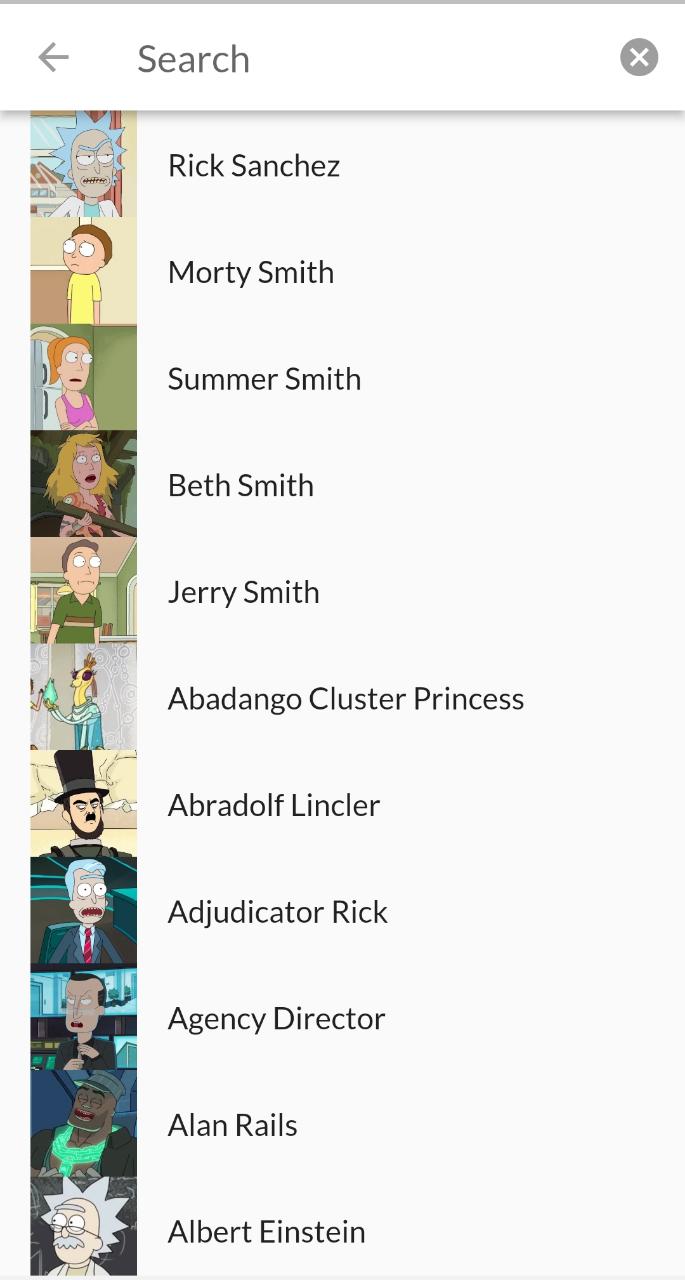 Search
Rick Sanchez
Morty Smith
Summer Smith
Beth Smith
Jerry Smith
Abadango Cluster Princess
Abradolf Lincler
Adjudicator Rick
Agency Director
Alan Rails
Albert Einstein